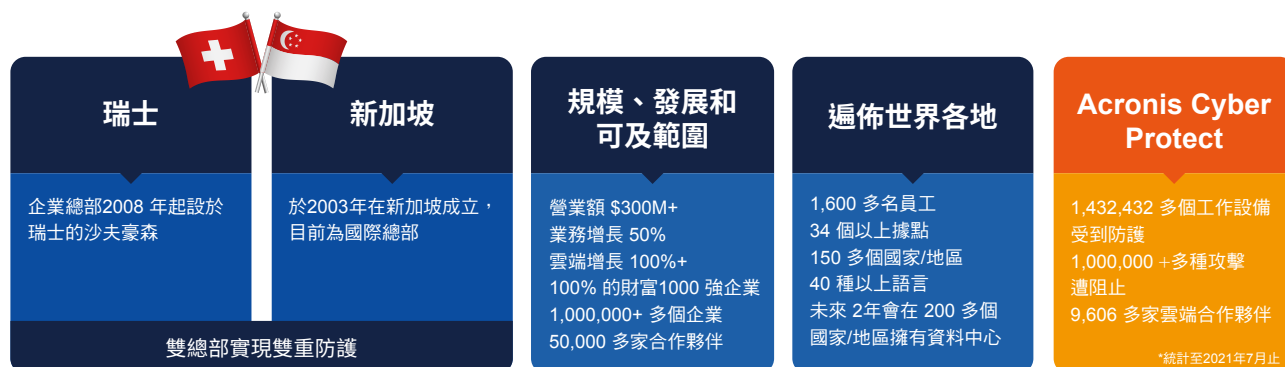 瑞士
企業總部2008 年起設於
瑞士的沙夫豪森
新加坡
於2003年在新加坡成立，
目前為國際總部
雙總部實現雙重防護
規模、發展和
可及範圍
營業額 $300M+
業務增長 50%
雲端增長 100%+
100% 的財富1000 強企業
1,000,000+ 多個企業
50,000 多家合作夥伴
遍佈世界各地
1,600 多名員工
34 個以上據點
150 多個國家/地區
40 種以上語言
未來 2年會在 200 多個
國家/地區擁有資料中心
Acronis Cyber
Protect
1,432,432 多個工作設備
受到防護
1,000,000 +多種攻擊
遭阻止
9,606 多家雲端合作夥伴
*統計至2021年7月止